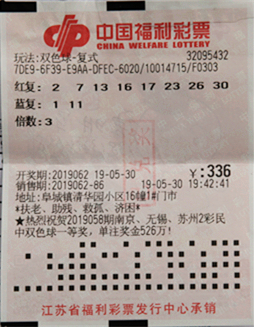 中国福利彩票
CHINA WELFARE LOTTERY
玩法:双色球-复式 32095432
7DE9-6F39-E9AA-DFEC-6020/10014715/F0303
红复: 2 7 13 16 17 23 26 30
蓝复: 1 11
倍数: 3
开奖期:2019062 19-05-30 ¥:336
销售期:2019062-86 19-05-30 19:42:41
地址:阜城镇清华园小区16幢1#门市
*扶老、助残、救孤、济困*
★热烈祝贺2019058期南京、无锡、苏州2彩民
中双色球一等奖,单注奖金526万!
江苏省福利彩票发行中心承销